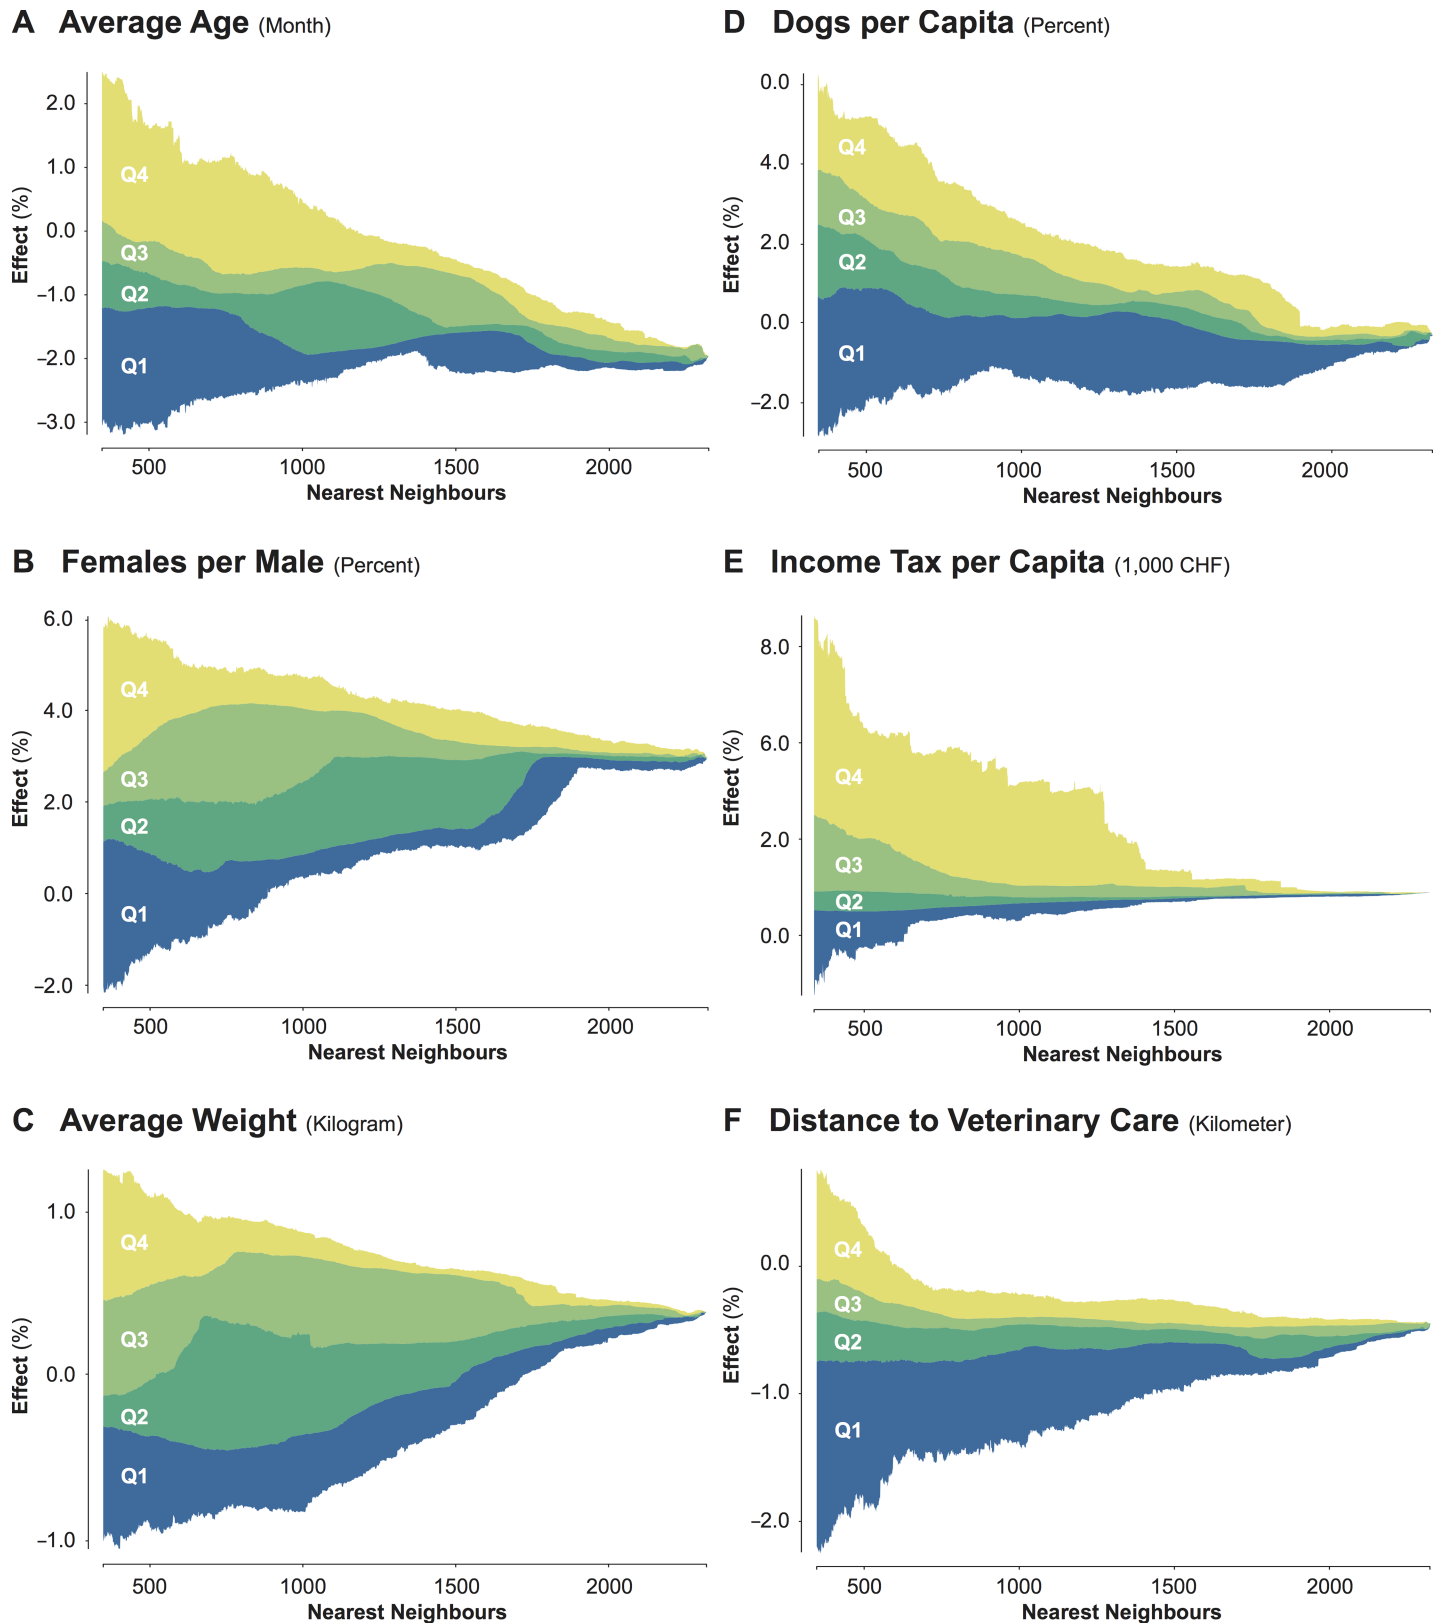 A Average Age (Month)
2.0
1.0
0.0
−1.0
−2.0
−3.0
Effect (%)
Q4
Q3
Q2
Q1
500 1000 1500 2000
Nearest Neighbours
D Dogs per Capita (Percent)
0.0
4.0
2.0
0.0
−2.0
Effect (%)
Q4
Q3
Q2
Q1
500 1000 1500 2000
Nearest Neighbours
B Females per Male (Percent)
6.0
4.0
2.0
0.0
−2.0
Effect (%)
Q4
Q3
Q2
Q1
500 1000 1500 2000
Nearest Neighbours
E Income Tax per Capita (1,000 CHF)
8.0
6.0
2.0
0.0
Effect (%)
Q4
Q3
Q2
Q1
500 1000 1500 2000
Nearest Neighbours
C Average Weight (Kilogram)
1.0
0.0
−1.0
Effect (%)
Q4
Q3
Q2
Q1
500 1000 1500 2000
Nearest Neighbours
F Distance to Veterinary Care (Kilometer)
0.0
−1.0
−2.0
Effect (%)
Q4
Q3
Q2
Q1
500 1000 1500 2000
Nearest Neighbours